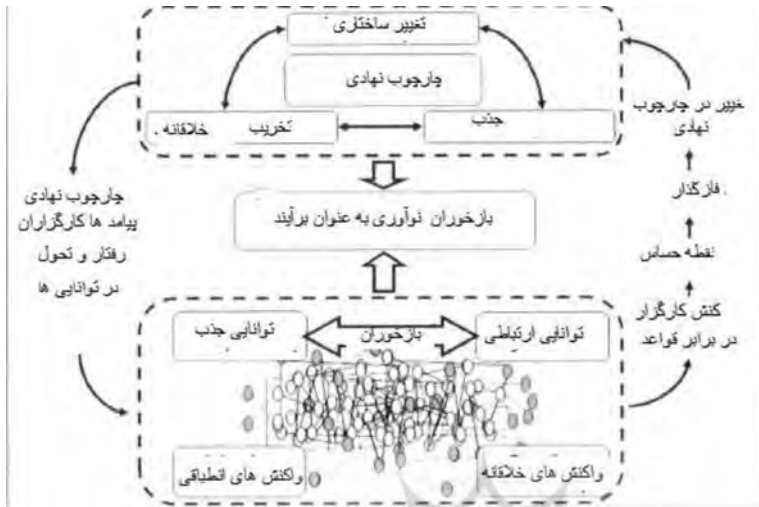 تغییر ساختاری
چارچوب نهادی
جذب
تخریب خلاقانه .
تغییر در چارچوب
نهادی
فازگذار .
نقطه حساس
کنش کارگزار
در برابر قواعد
چارچوب نهادی
پیامد ها کارگزاران
رفتار و تحول
در توانایی ها
بازخوران نوآوری به عنوان برآیند
توانایی ارتباطی
بازخوران
توانایی جذب
واکنش های خلاقانه
واکنش های انطباقی